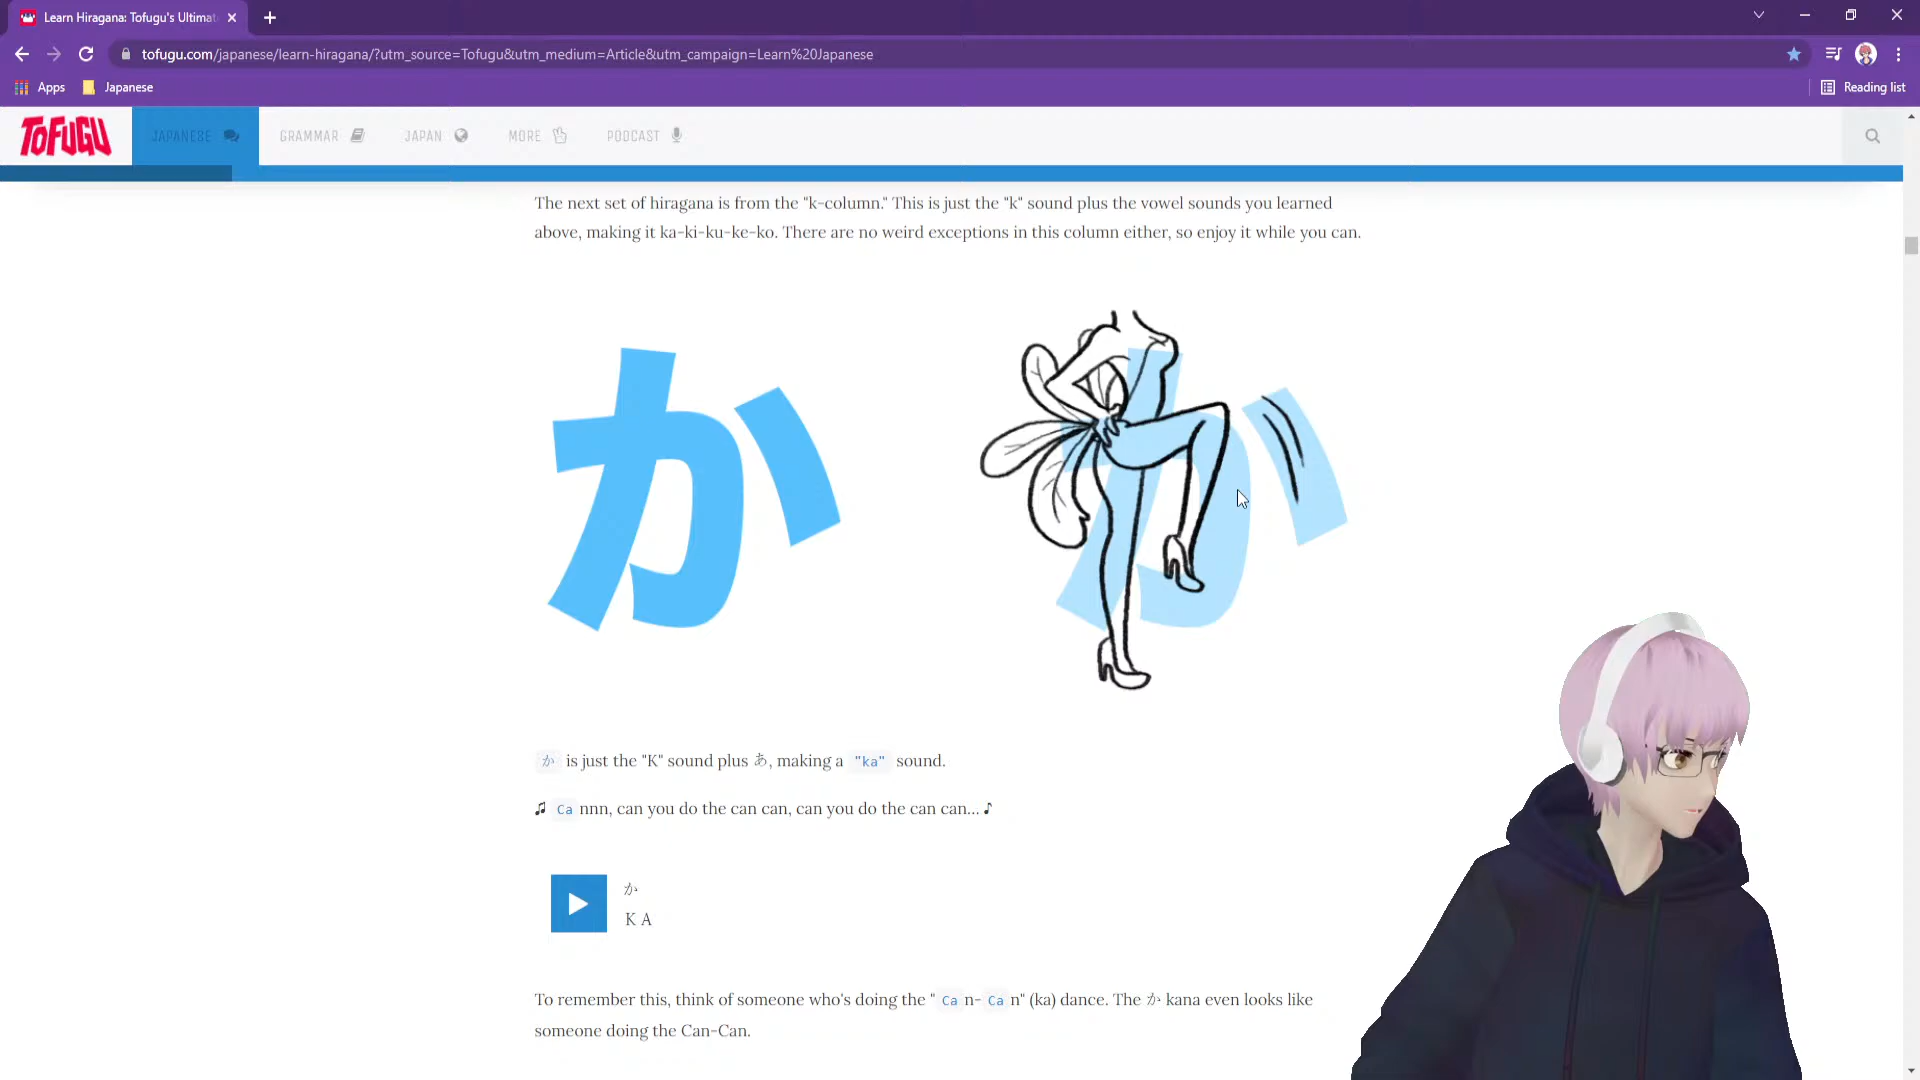 Learn Hiragana: Tofugu's Ultima
tofugu.com/japanese/learn-hiragana/?utm_source=Tofugu&utm_medium=Article&utm_campaign=Learn%20Japanese
Apps Japanese Reading list
TOFUGU JAPANESE GRAMMAR JAPAN MORE PODCAST
The next set of hiragana is from the "k-column." This is just the "k" sound plus the vowel sounds you learned
above, making it ka-ki-ku-ke-ko. There are no weird exceptions in this column either, so enjoy it while you can.
か か
か is just the "K" sound plus あ, making a "ka" sound.
♫ Ca nnn, can you do the can can, can you do the can can... ♪
か
KA
To remember this, think of someone who's doing the " Ca n- Ca n" (ka) dance. The か kana even looks like
someone doing the Can-Can.